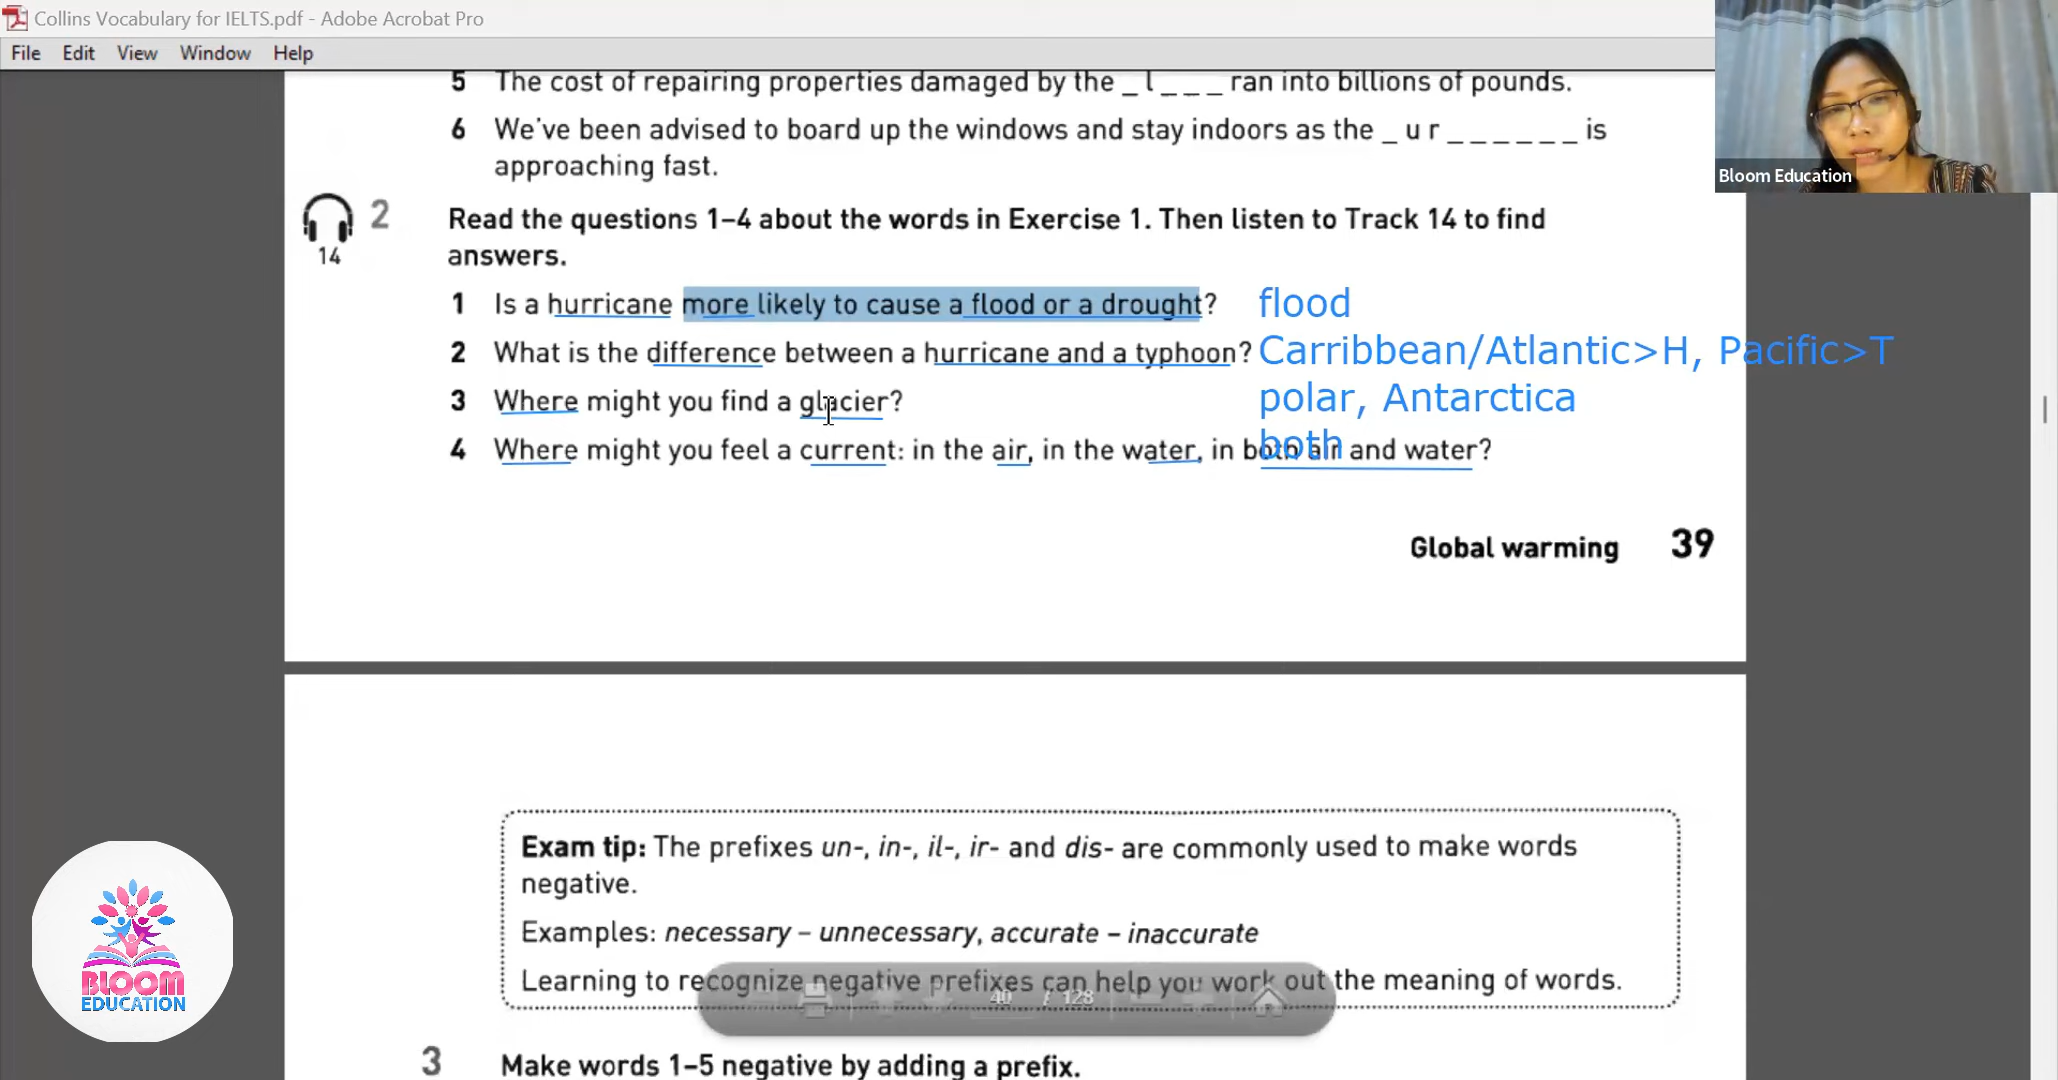 Collins Vocabulary for IELTS.pdf - Adobe Acrobat Pro
File Edit View Window Help
5 The cost of repairing properties damaged by the _ l _ _ _ ran into billions of pounds.
6 We've been advised to board up the windows and stay indoors as the _ u r _ _ _ _ _ _ is
approaching fast.
Bloom Education
2 Read the questions 1–4 about the words in Exercise 1. Then listen to Track 14 to find
answers.
14
1 Is a hurricane more likely to cause a flood or a drought? flood
2 What is the difference between a hurricane and a typhoon? Carribbean/Atlantic>H, Pacific>T
3 Where might you find a glacier? polar, Antarctica
4 Where might you feel a current: in the air, in the water, in both air and water?
both
Global warming 39
Exam tip: The prefixes un-, in-, il-, ir- and dis- are commonly used to make words
negative.
Examples: necessary – unnecessary, accurate – inaccurate
Learning to recognize negative prefixes can help you work out the meaning of words.
40 / 128
BLOOM
EDUCATION
3 Make words 1–5 negative by adding a prefix.